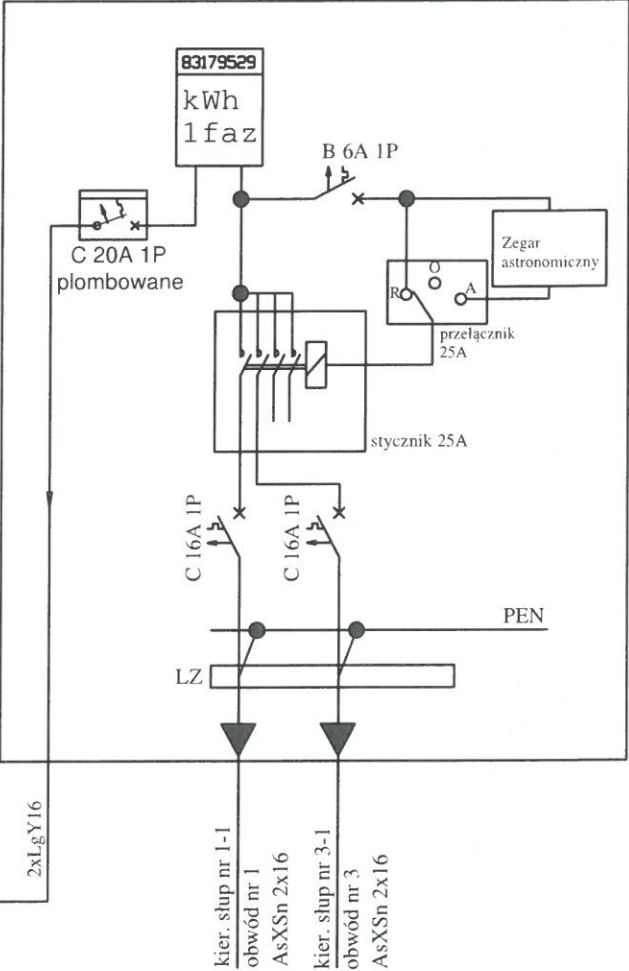 83179529
kWh
1faz
B 6A 1P
C 20A 1P
plombowane
Zegar
astronomiczny
O
R
A
przełącznik
25A
stycznik 25A
C 16A 1P
C 16A 1P
PEN
LZ
2xLgY16
kier. słup nr 1-1
obwód nr 1
AsXSn 2x16
kier. słup nr 3-1
obwód nr 3
AsXSn 2x16